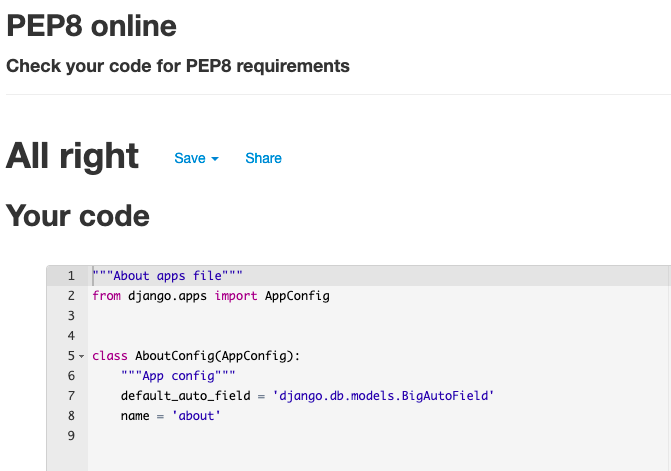 PEP8 online
Check your code for PEP8 requirements
All right Save Share
Your code
1 """About apps file"""
2 from django.apps import AppConfig
3
4
5 class AboutConfig(AppConfig):
6     """App config"""
7     default_auto_field = 'django.db.models.BigAutoField'
8     name = 'about'
9